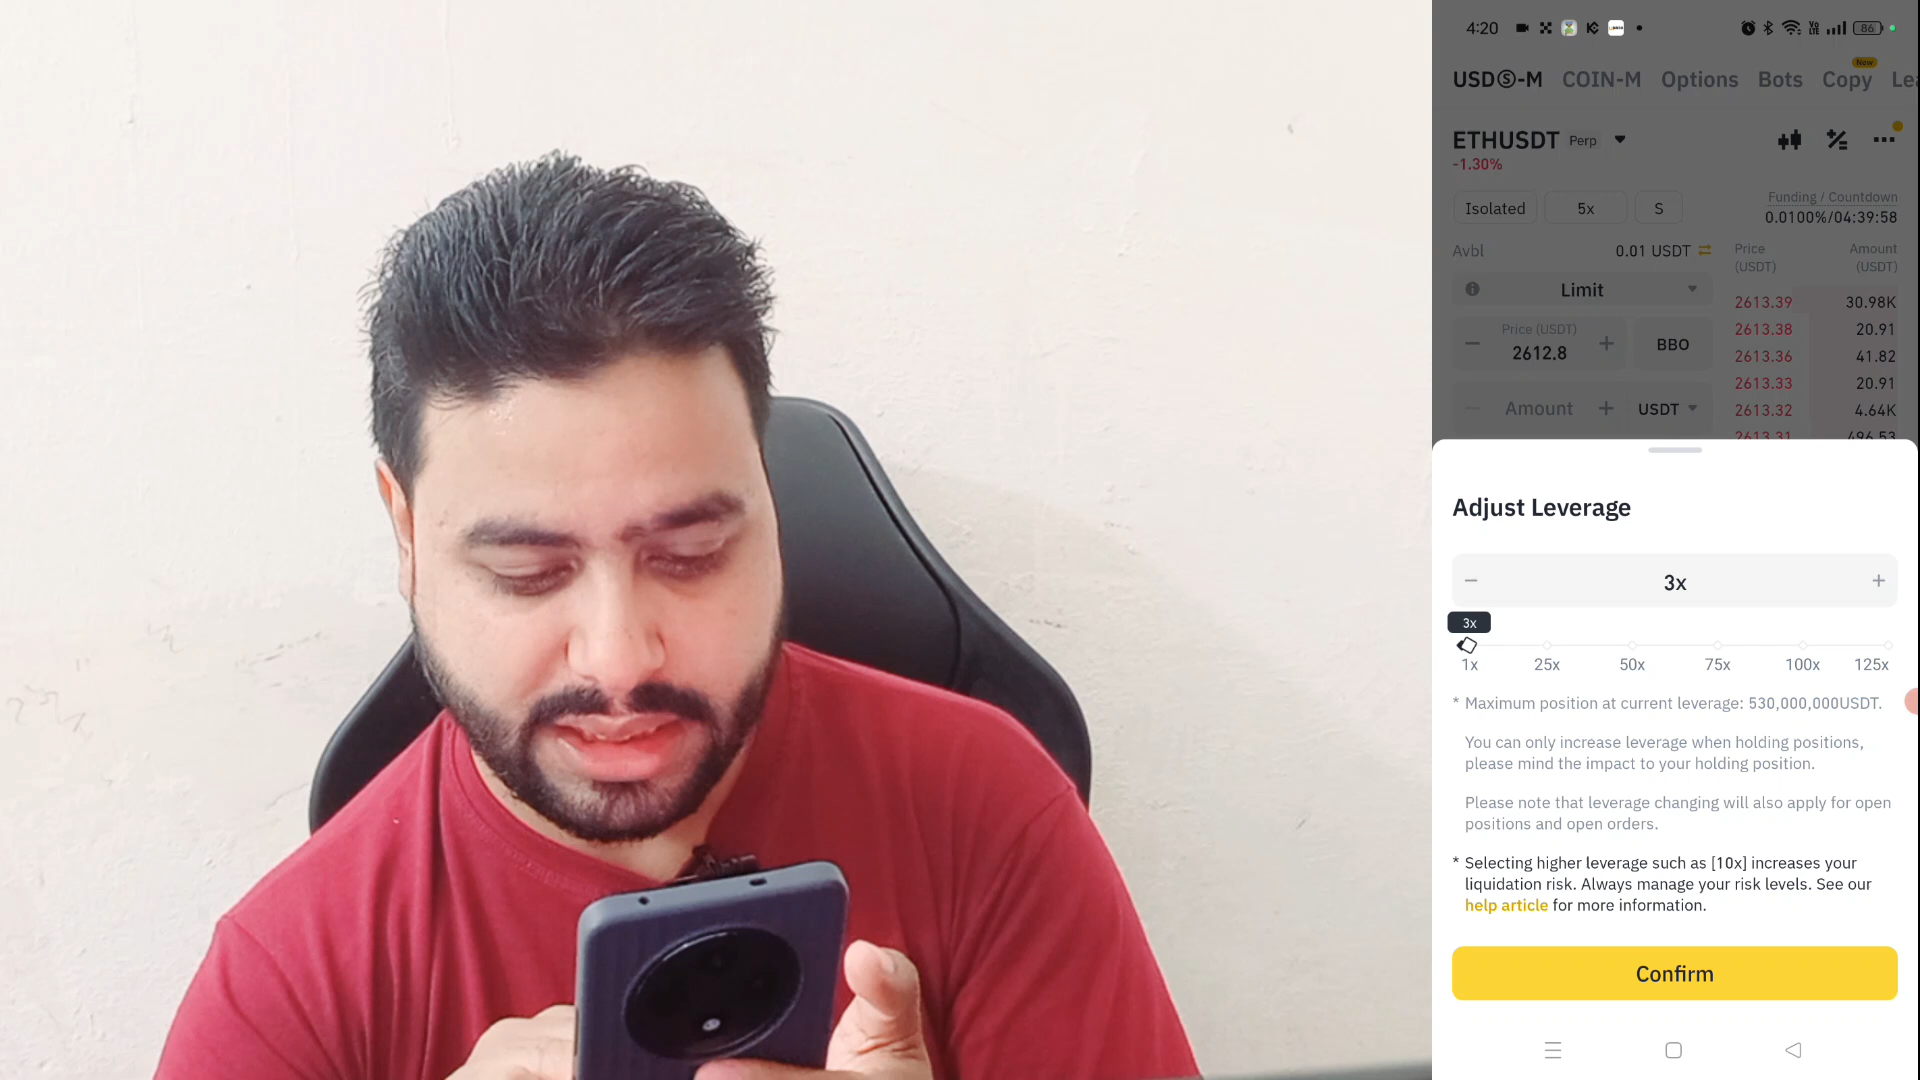 4:20 86
USDⓈ-M COIN-M Options Bots Copy New Lea
ETHUSDT Perp
-1.30%
Isolated 5x S
Funding / Countdown
0.0100%/04:39:58
Avbl 0.01 USDT
Price (USDT) Amount (USDT)
Limit
2613.39 30.98K
Price (USDT)
2612.8
BBO
2613.38 20.91
2613.36 41.82
2613.33 20.91
Amount USDT
2613.32 4.64K
2613.31 496.53
Adjust Leverage
− 3x +
3x
1x 25x 50x 75x 100x 125x
* Maximum position at current leverage: 530,000,000USDT.
You can only increase leverage when holding positions,
please mind the impact to your holding position.
Please note that leverage changing will also apply for open
positions and open orders.
* Selecting higher leverage such as [10x] increases your
liquidation risk. Always manage your risk levels. See our
help article for more information.
Confirm